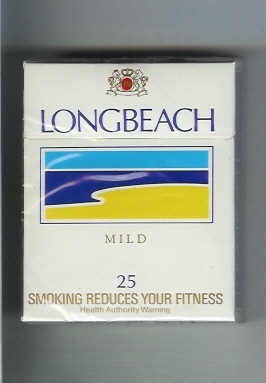 LONGBEACH
MILD
25
SMOKING REDUCES YOUR FITNESS
Health Authority Warning